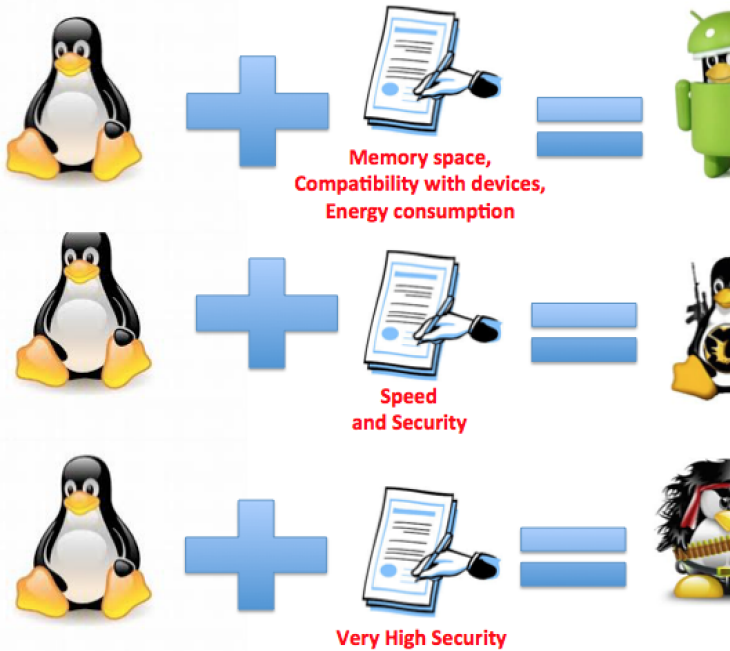 Memory space,
Compatibility with devices,
Energy consumption
Speed
and Security
Very High Security